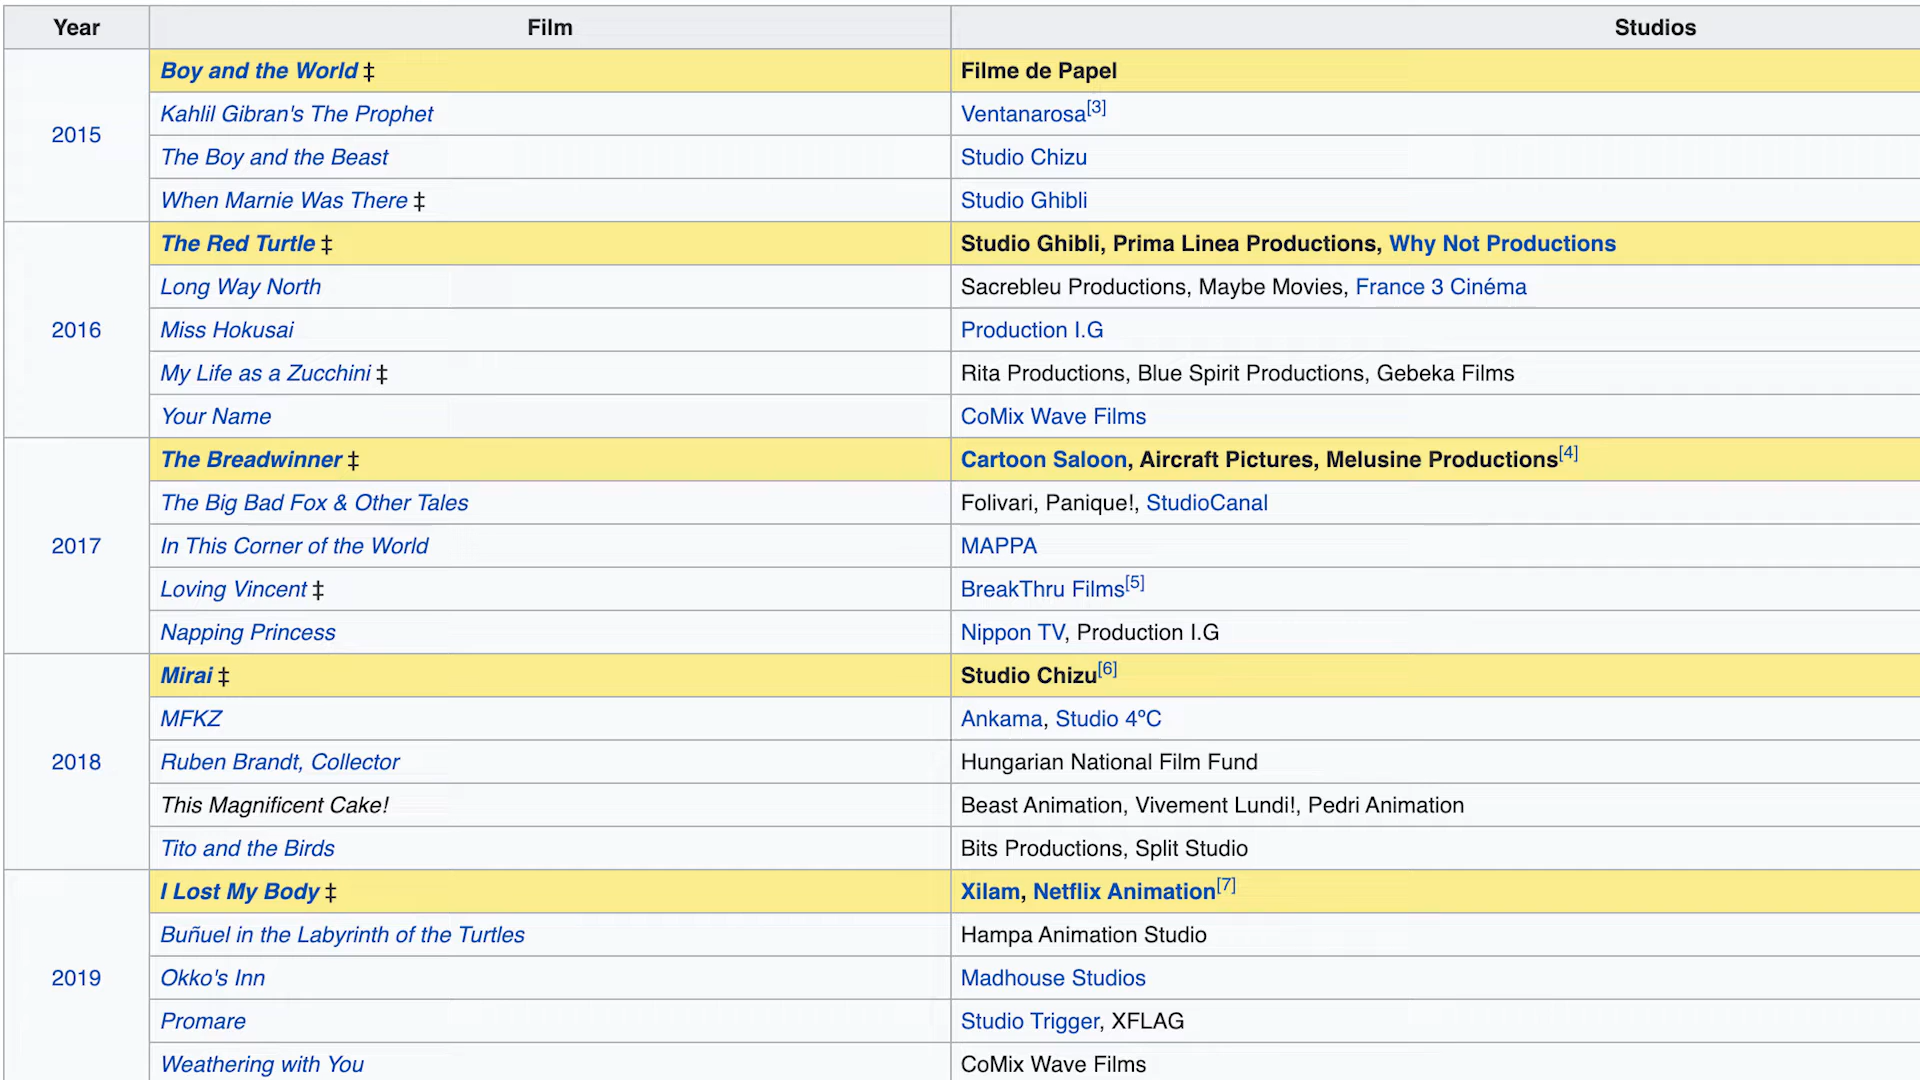 Year Film Studios
2015
Boy and the World ‡ Filme de Papel
Kahlil Gibran's The Prophet Ventanarosa[3]
The Boy and the Beast Studio Chizu
When Marnie Was There ‡ Studio Ghibli
2016
The Red Turtle ‡ Studio Ghibli, Prima Linea Productions, Why Not Productions
Long Way North Sacrebleu Productions, Maybe Movies, France 3 Cinéma
Miss Hokusai Production I.G
My Life as a Zucchini ‡ Rita Productions, Blue Spirit Productions, Gebeka Films
Your Name CoMix Wave Films
2017
The Breadwinner ‡ Cartoon Saloon, Aircraft Pictures, Melusine Productions[4]
The Big Bad Fox & Other Tales Folivari, Panique!, StudioCanal
In This Corner of the World MAPPA
Loving Vincent ‡ BreakThru Films[5]
Napping Princess Nippon TV, Production I.G
2018
Mirai ‡ Studio Chizu[6]
MFKZ Ankama, Studio 4ºC
Ruben Brandt, Collector Hungarian National Film Fund
This Magnificent Cake! Beast Animation, Vivement Lundi!, Pedri Animation
Tito and the Birds Bits Productions, Split Studio
2019
I Lost My Body ‡ Xilam, Netflix Animation[7]
Buñuel in the Labyrinth of the Turtles Hampa Animation Studio
Okko's Inn Madhouse Studios
Promare Studio Trigger, XFLAG
Weathering with You CoMix Wave Films